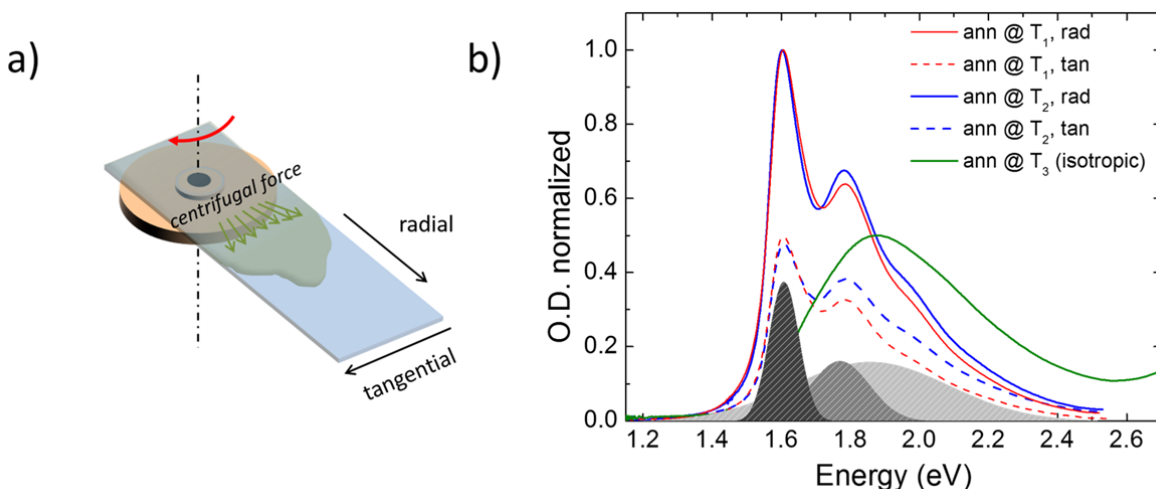 a)
centrifugal force
radial
tangential
b)
O.D. normalized
1.0
0.8
0.6
0.4
0.2
0.0
ann @ T₁, rad
ann @ T₁, tan
ann @ T₂, rad
ann @ T₂, tan
ann @ T₃ (isotropic)
1.2 1.4 1.6 1.8 2.0 2.2 2.4 2.6
Energy (eV)